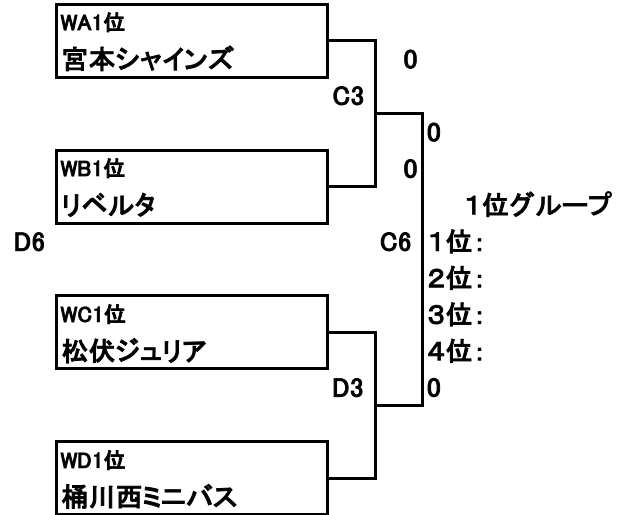 WA1位
宮本シャインズ
0
C3
0
WB1位
0
リベルタ
1位グループ
D6
C6
1位:
2位:
WC1位
3位:
松伏ジュリア
4位:
D3
0
WD1位
桶川西ミニバス